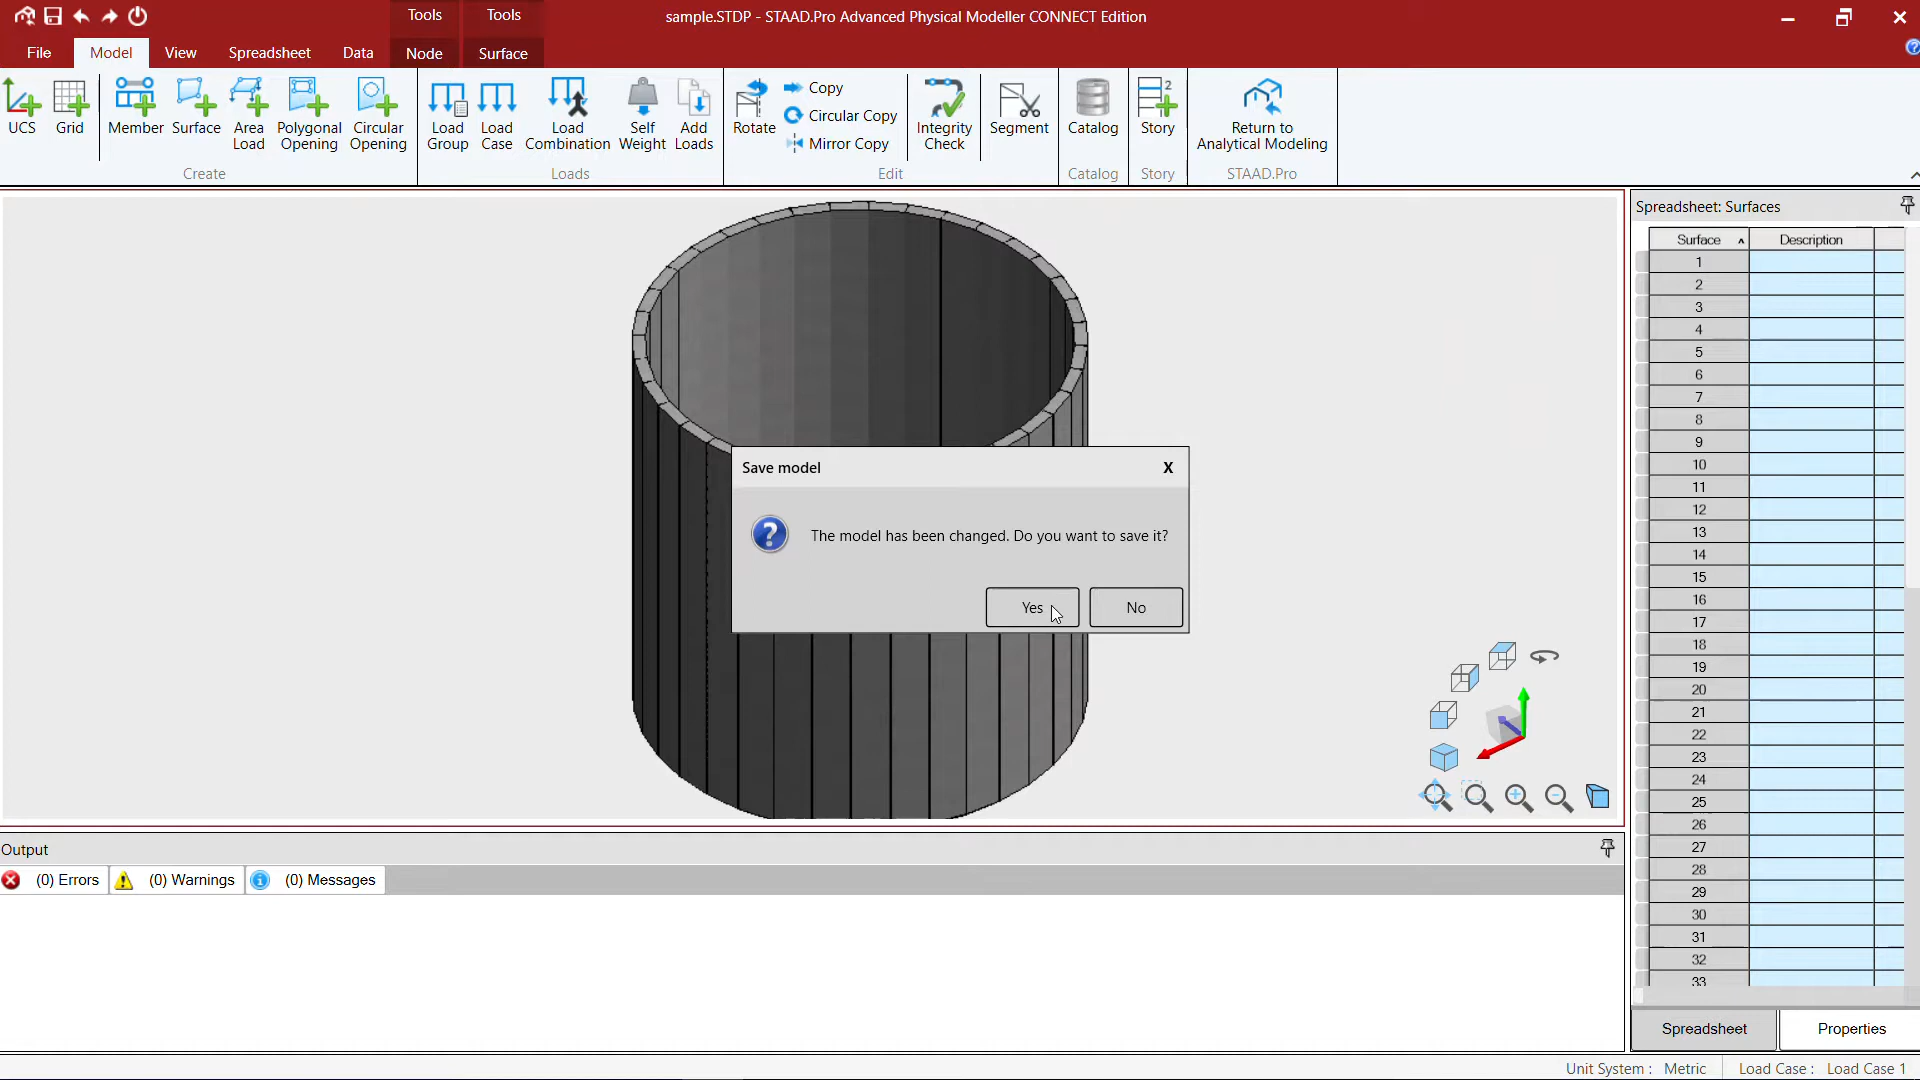 Tools
Tools
sample.STDP - STAAD.Pro Advanced Physical Modeller CONNECT Edition
File
Model
View
Spreadsheet
Data
Node
Surface
UCS
Grid
Member
Surface
Area Load
Polygonal Opening
Circular Opening
Create
Load Group
Load Case
Load Combination
Self Weight
Add Loads
Loads
Rotate
Copy
Circular Copy
Mirror Copy
Integrity Check
Segment
Edit
Catalog
Catalog
2
Story
Story
Return to Analytical Modeling
STAAD.Pro
Spreadsheet: Surfaces
Surface
Description
1
2
3
4
5
6
7
8
9
10
11
12
13
14
15
16
17
18
19
20
21
22
23
24
25
26
27
28
29
30
31
32
33
Save model
X
The model has been changed. Do you want to save it?
Yes
No
Output
(0) Errors
(0) Warnings
(0) Messages
Spreadsheet
Properties
Unit System : Metric
Load Case : Load Case 1